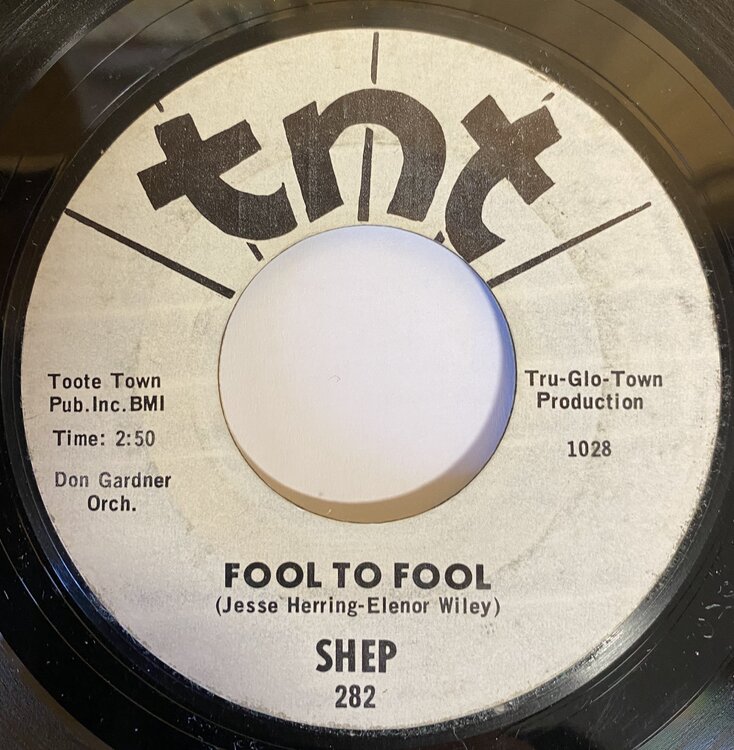 tnt
Toote Town
Pub.Inc.BMI
Time: 2:50
Don Gardner
Orch.
Tru-Glo-Town
Production
1028
FOOL TO FOOL
(Jesse Herring-Elenor Wiley)
SHEP
282